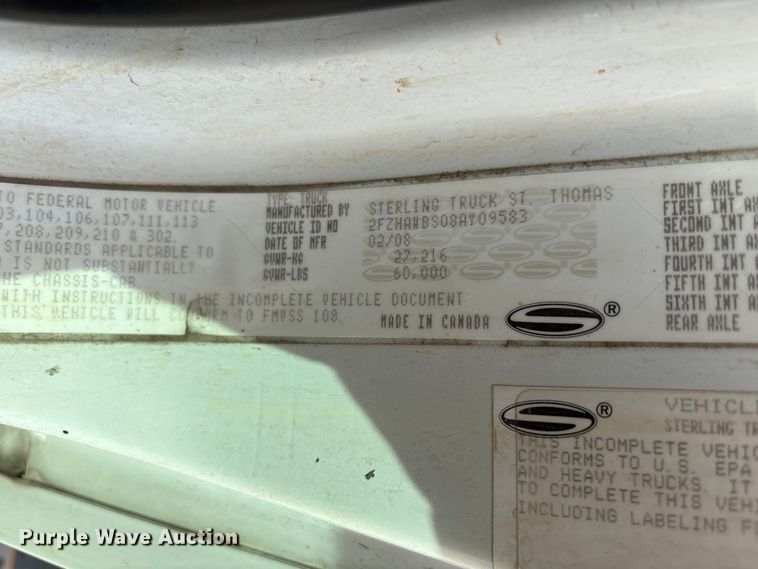 TO FEDERAL MOTOR VEHICLE
03, 104, 106, 107, 111, 113
, 208, 209, 210 & 302.
STANDARDS APPLICABLE TO
IS NOT SUBSTANTIALLY
THE CHASSIS-CAB
WITH INSTRUCTIONS IN THE INCOMPLETE VEHICLE DOCUMENT
THIS VEHICLE WILL CONFORM TO FMVSS 108.
TYPE: TRUCK
MANUFACTURED BY STERLING TRUCK ST. THOMAS
VEHICLE ID NO 2FZHAWBS08AY09583
DATE OF MFR 02/08
GVWR-KG 27,216
GVWR-LBS 60,000
MADE IN CANADA
S®
FRONT AXLE
FIRST INT AX
SECOND INT A
THIRD INT A
FOURTH INT
FIFTH INT A
SIXTH INT A
REAR AXLE
S®
VEHICL
STERLING TR
THIS INCOMPLETE VEHIC
CONFORMS TO U.S. EPA
AND HEAVY TRUCKS. IT
TO COMPLETE THIS VEH
INCLUDING LABELING F
Purple Wave Auction